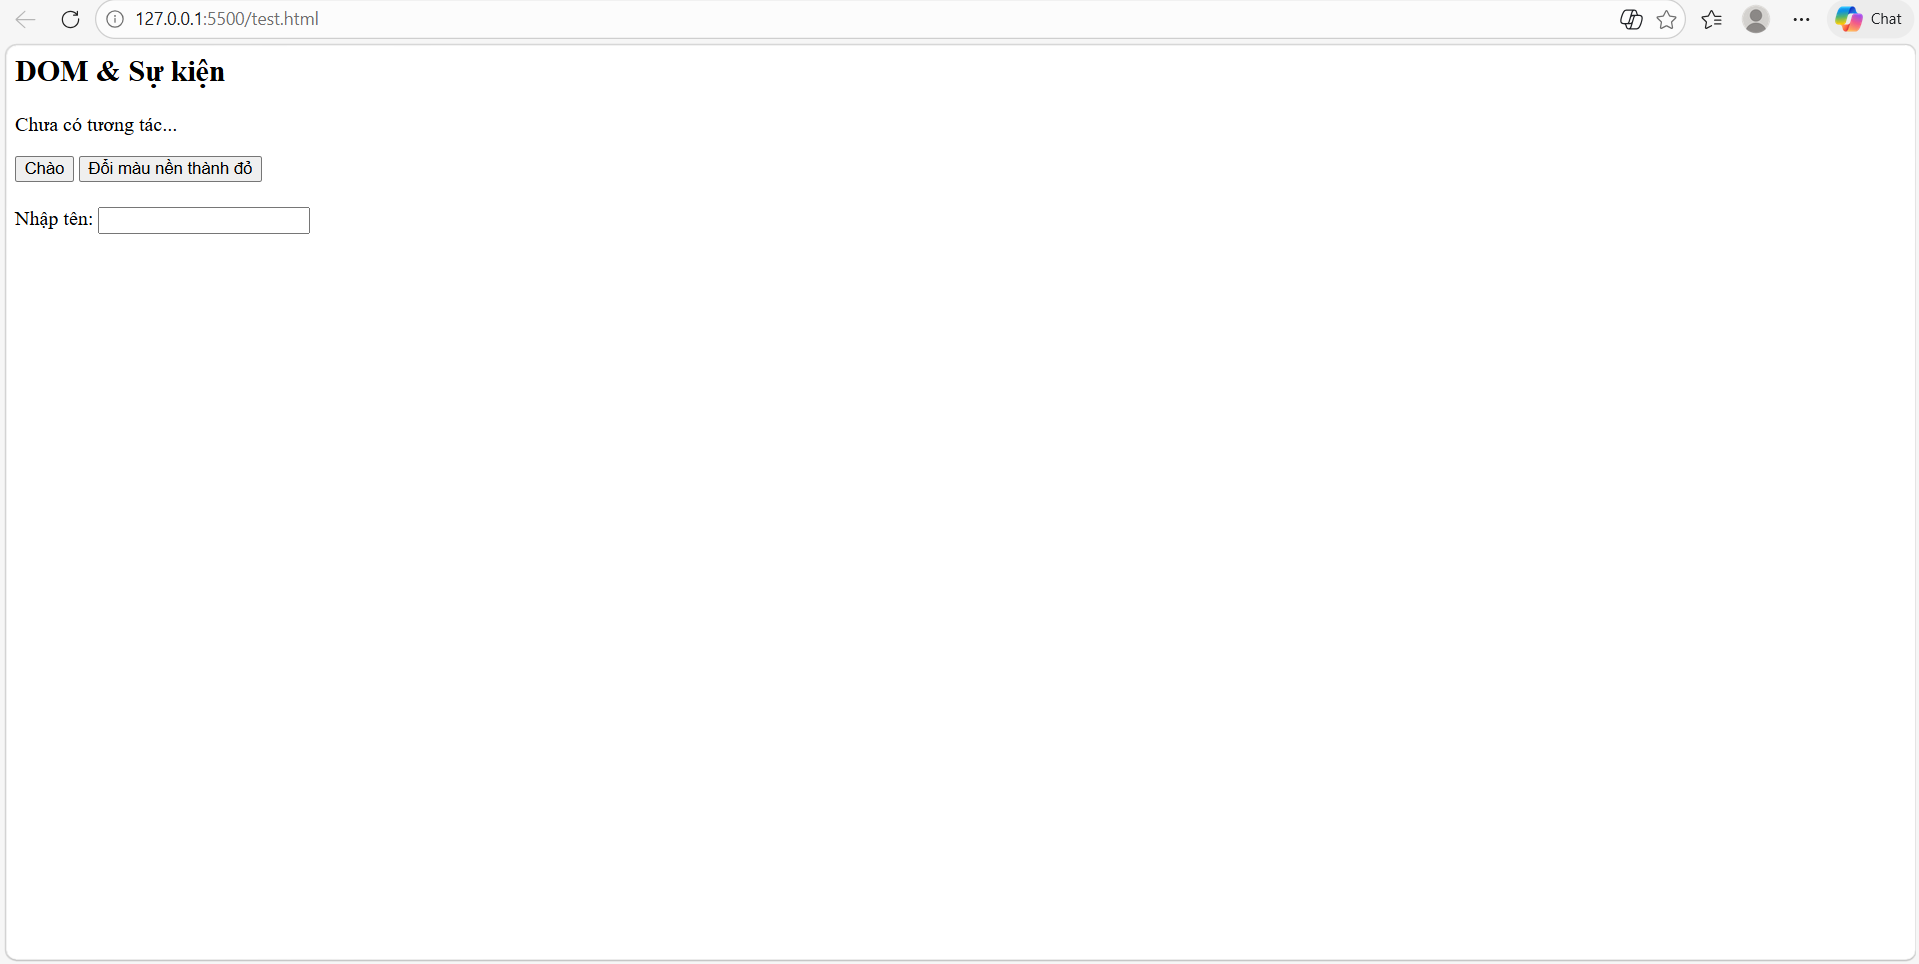 127.0.0.1:5500/test.html
Chat
DOM & Sự kiện
Chưa có tương tác...
Chào Đổi màu nền thành đỏ
Nhập tên: